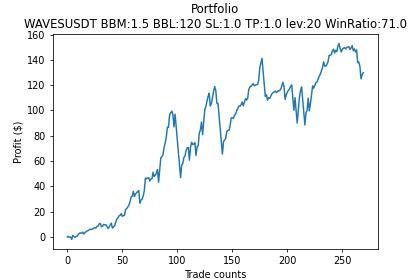 Portfolio
WAVESUSDT BBM:1.5 BBL:120 SL:1.0 TP:1.0 lev:20 WinRatio:71.0
160
140
120
100
80
60
40
20
0
Profit ($)
0 50 100 150 200 250
Trade counts